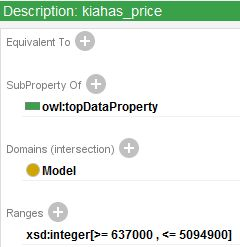 Description: kiahas_price
Equivalent To
SubProperty Of
owl:topDataProperty
Domains (intersection)
Model
Ranges
xsd:integer[>= 637000 , <= 5094900]